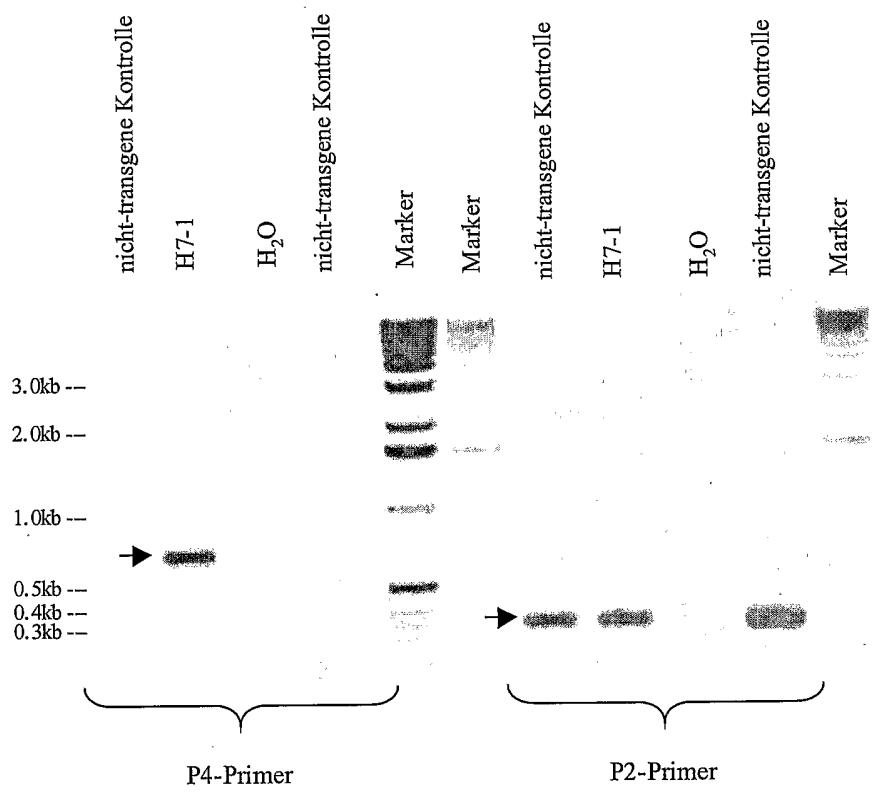 nicht-transgene Kontrolle
H7-1
H₂O
nicht-transgene Kontrolle
Marker
Marker
nicht-transgene Kontrolle
H7-1
H₂O
nicht-transgene Kontrolle
Marker
3.0kb
2.0kb
1.0kb
0.5kb
0.4kb
0.3kb
P4-Primer
P2-Primer